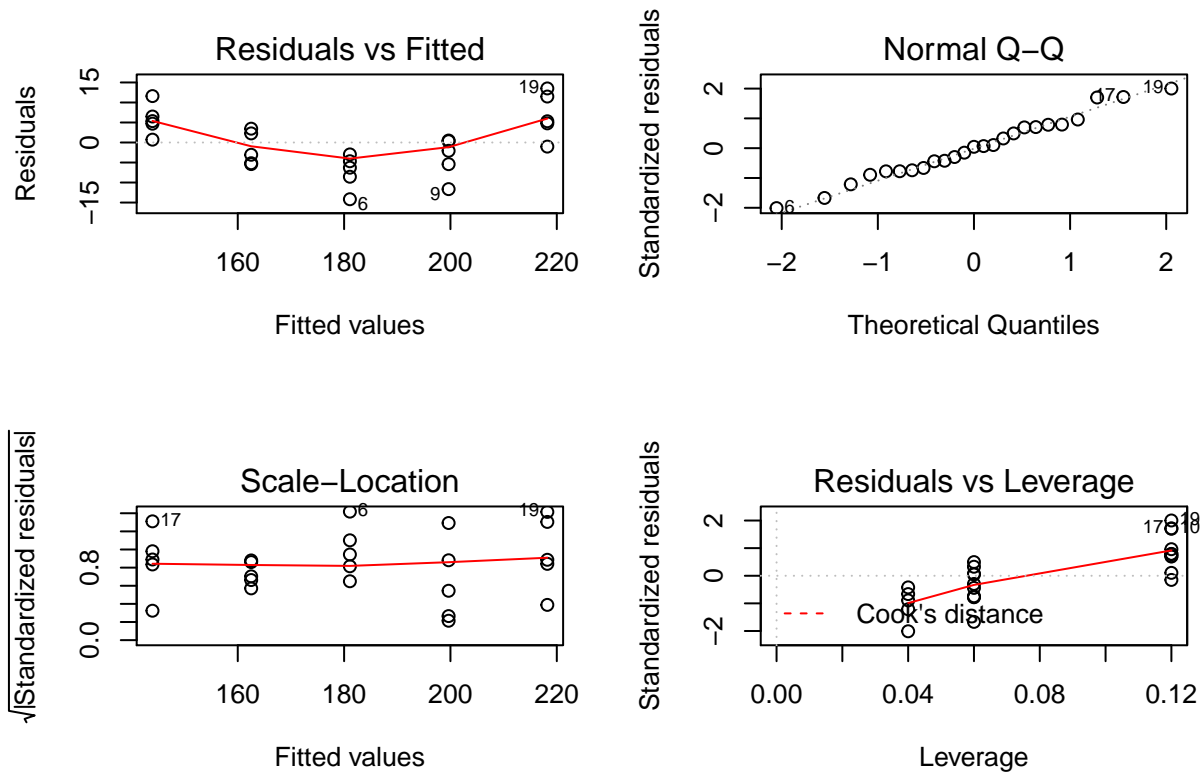 Residuals vs Fitted
Residuals
15
0
−15
19
6
9
160 180 200 220
Fitted values
Normal Q−Q
Standardized residuals
2
0
−2
17
19
6
−2 −1 0 1 2
Theoretical Quantiles
Scale−Location
√|Standardized residuals|
0.8
0.0
17
6
19
160 180 200 220
Fitted values
Residuals vs Leverage
Standardized residuals
2
0
−2
19
17
Cook's distance
0.00 0.04 0.08 0.12
Leverage